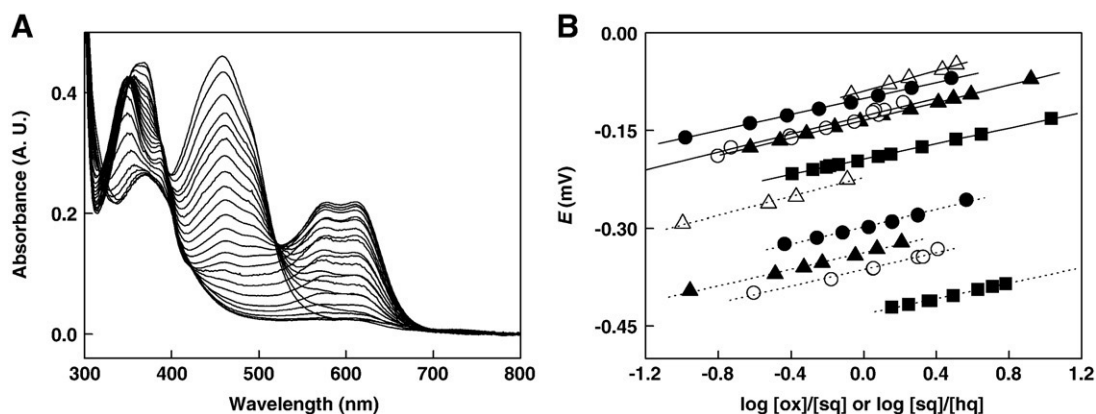 A
Absorbance (A. U.)
0.4
0.2
0.0
300 400 500 600 700 800
Wavelength (nm)
B
E (mV)
0.00
-0.15
-0.30
-0.45
-1.2 -0.8 -0.4 0.0 0.4 0.8 1.2
log [ox]/[sq] or log [sq]/[hq]